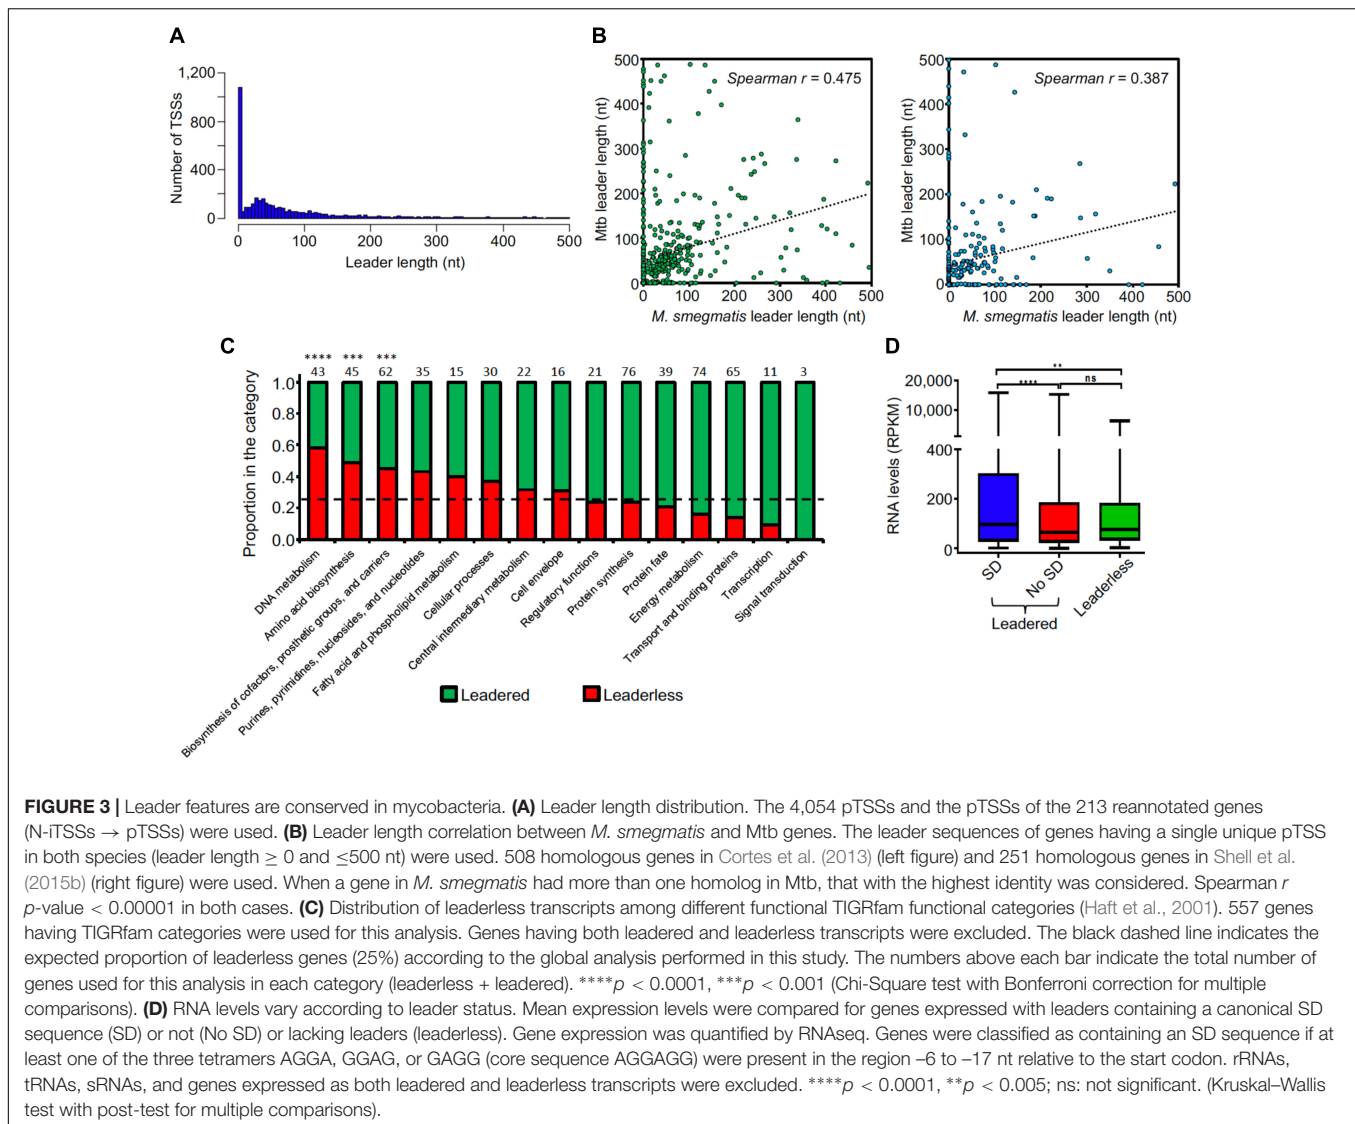 A
Number of TSSs
1,200
800
400
0
0 100 200 300 400 500
Leader length (nt)
B
Mtb leader length (nt)
500
400
300
200
100
0
Spearman r = 0.475
0 100 200 300 400 500
M. smegmatis leader length (nt)
Mtb leader length (nt)
500
400
300
200
100
0
Spearman r = 0.387
0 100 200 300 400 500
M. smegmatis leader length (nt)
C
**** *** ***
43 45 62 35 15 30 22 16 21 76 39 74 65 11 3
Proportion in the category
1.0
0.8
0.6
0.4
0.2
0.0
DNA metabolism
Amino acid biosynthesis
Biosynthesis of cofactors, prosthetic groups, and carriers
Purines, pyrimidines, nucleosides, and nucleotides
Fatty acid and phospholipid metabolism
Cellular processes
Central intermediary metabolism
Cell envelope
Regulatory functions
Protein synthesis
Protein fate
Energy metabolism
Transport and binding proteins
Transcription
Signal transduction
Leadered
Leaderless
D
RNA levels (RPKM)
20,000
10,000
400
200
0
**
**** ns
SD
No SD
Leaderless
Leadered
FIGURE 3 | Leader features are conserved in mycobacteria. (A) Leader length distribution. The 4,054 pTSSs and the pTSSs of the 213 reannotated genes
(N-iTSSs → pTSSs) were used. (B) Leader length correlation between M. smegmatis and Mtb genes. The leader sequences of genes having a single unique pTSS
in both species (leader length ≥ 0 and ≤500 nt) were used. 508 homologous genes in Cortes et al. (2013) (left figure) and 251 homologous genes in Shell et al.
(2015b) (right figure) were used. When a gene in M. smegmatis had more than one homolog in Mtb, that with the highest identity was considered. Spearman r
p-value < 0.00001 in both cases. (C) Distribution of leaderless transcripts among different functional TIGRfam functional categories (Haft et al., 2001). 557 genes
having TIGRfam categories were used for this analysis. Genes having both leadered and leaderless transcripts were excluded. The black dashed line indicates the
expected proportion of leaderless genes (25%) according to the global analysis performed in this study. The numbers above each bar indicate the total number of
genes used for this analysis in each category (leaderless + leadered). ****p < 0.0001, ***p < 0.001 (Chi-Square test with Bonferroni correction for multiple
comparisons). (D) RNA levels vary according to leader status. Mean expression levels were compared for genes expressed with leaders containing a canonical SD
sequence (SD) or not (No SD) or lacking leaders (leaderless). Gene expression was quantified by RNAseq. Genes were classified as containing an SD sequence if at
least one of the three tetramers AGGA, GGAG, or GAGG (core sequence AGGAGG) were present in the region –6 to –17 nt relative to the start codon. rRNAs,
tRNAs, sRNAs, and genes expressed as both leadered and leaderless transcripts were excluded. ****p < 0.0001, **p < 0.005; ns: not significant. (Kruskal–Wallis
test with post-test for multiple comparisons).